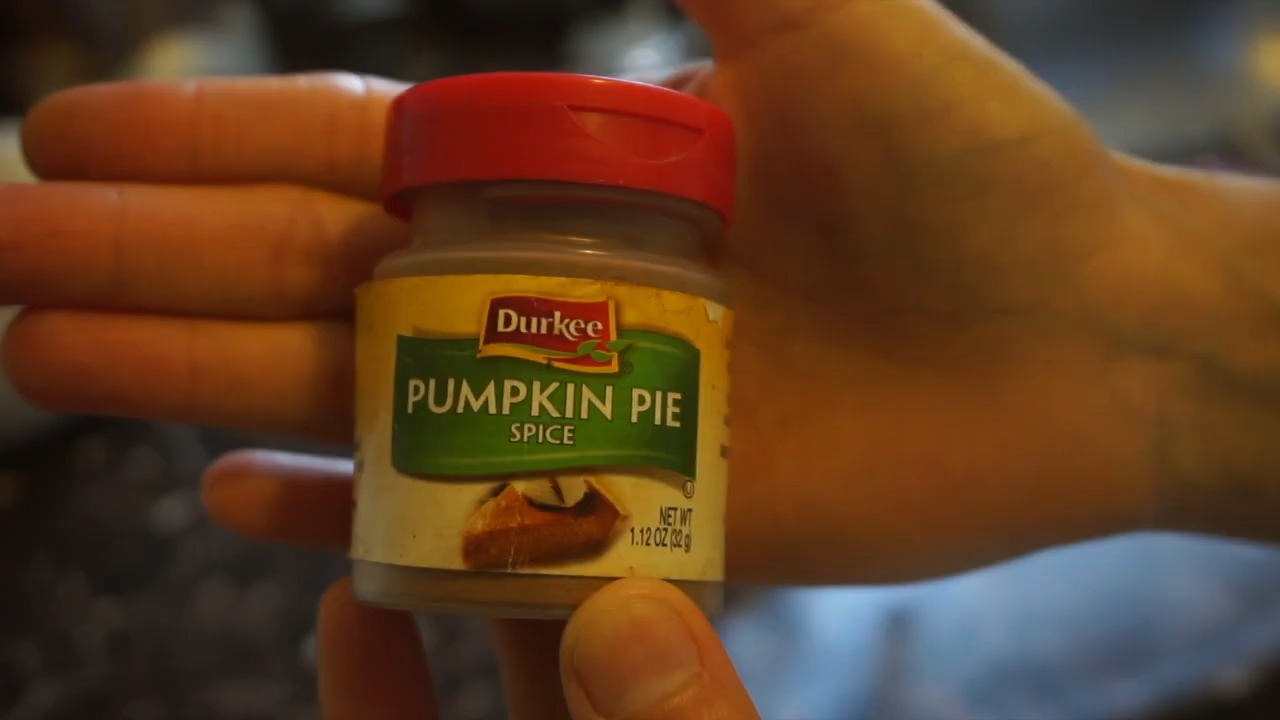 Durkee
PUMPKIN PIE
SPICE
U
NET WT
1.12 OZ (32 g)